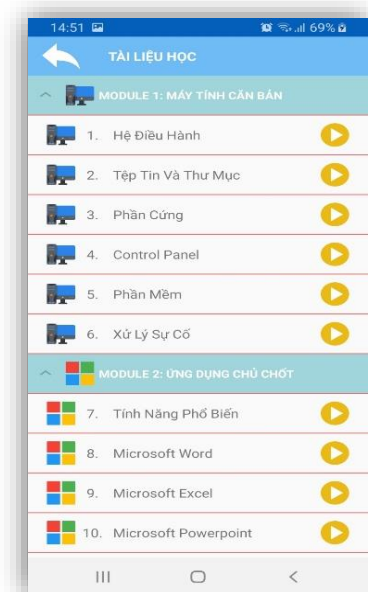 14:51 69%
TÀI LIỆU HỌC
MODULE 1: MÁY TÍNH CĂN BẢN
1. Hệ Điều Hành
2. Tệp Tin Và Thư Mục
3. Phần Cứng
4. Control Panel
5. Phần Mềm
6. Xử Lý Sự Cố
MODULE 2: ỨNG DỤNG CHỦ CHỐT
7. Tính Năng Phổ Biến
8. Microsoft Word
9. Microsoft Excel
10. Microsoft Powerpoint